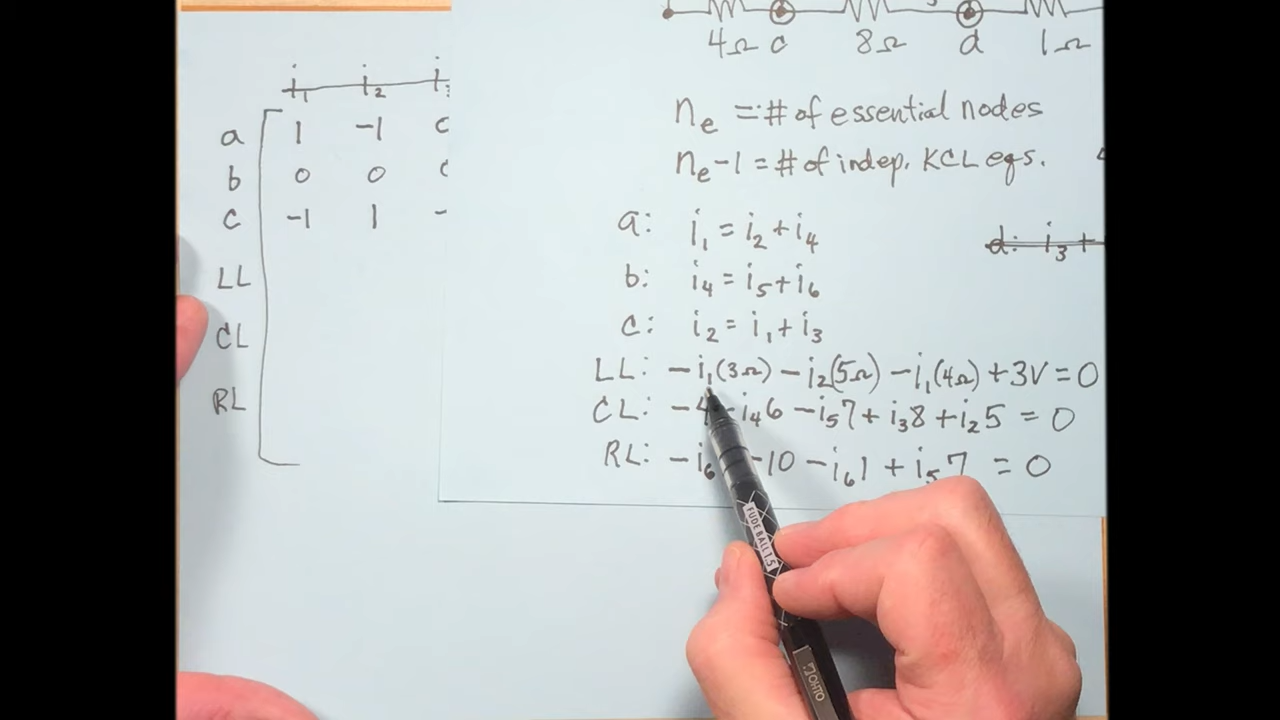 4Ω c 8Ω d 1Ω
i₁ i₂ i
a 1 -1
b 0 0
c -1 1 -
LL
CL
RL
nₑ = # of essential nodes
nₑ-1 = # of indep. KCL eqs.
a: i₁ = i₂ + i₄
d: i₃ +
b: i₄ = i₅ + i₆
c: i₂ = i₁ + i₃
LL: -i₁(3Ω) - i₂(5Ω) - i₁(4Ω) + 3V = 0
CL: -4 - i₄6 - i₅7 + i₃8 + i₂5 = 0
RL: -i₆ -10 - i₆1 + i₅7 = 0
FUDEBALL 1.5
OHTO